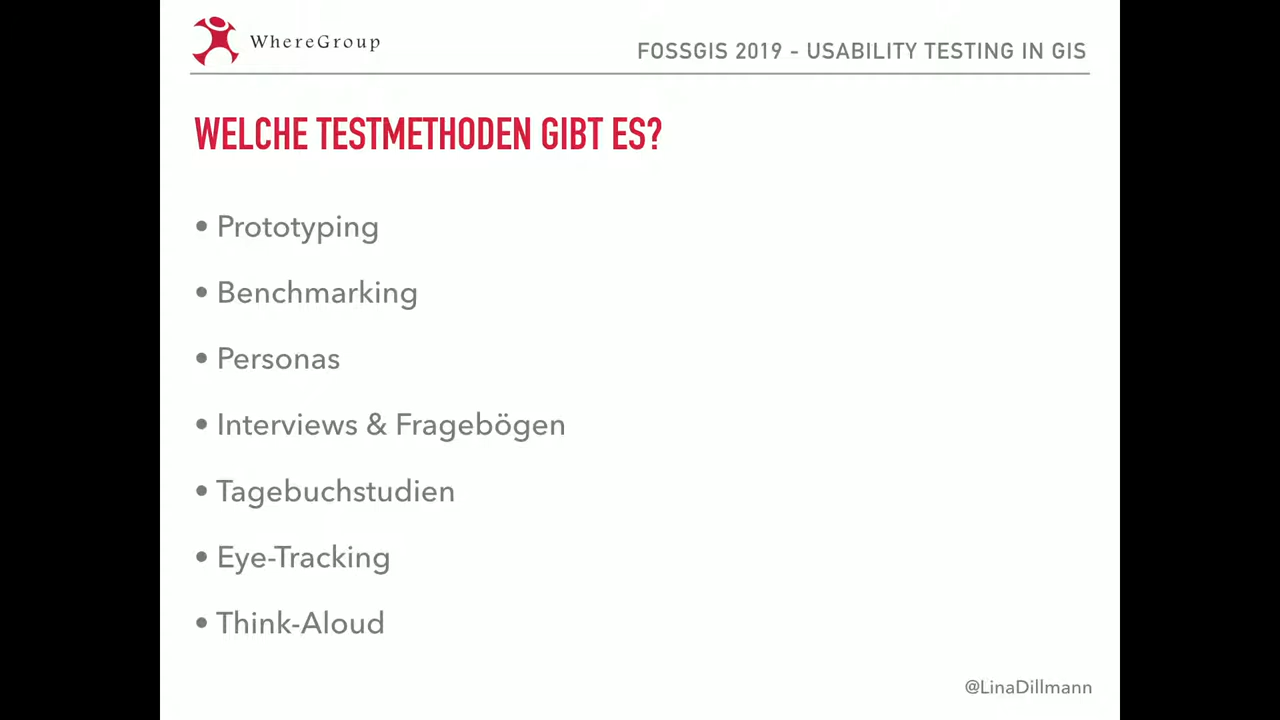 WhereGroup
FOSSGIS 2019 - USABILITY TESTING IN GIS
WELCHE TESTMETHODEN GIBT ES?
• Prototyping
• Benchmarking
• Personas
• Interviews & Fragebögen
• Tagebuchstudien
• Eye-Tracking
• Think-Aloud
@LinaDillmann